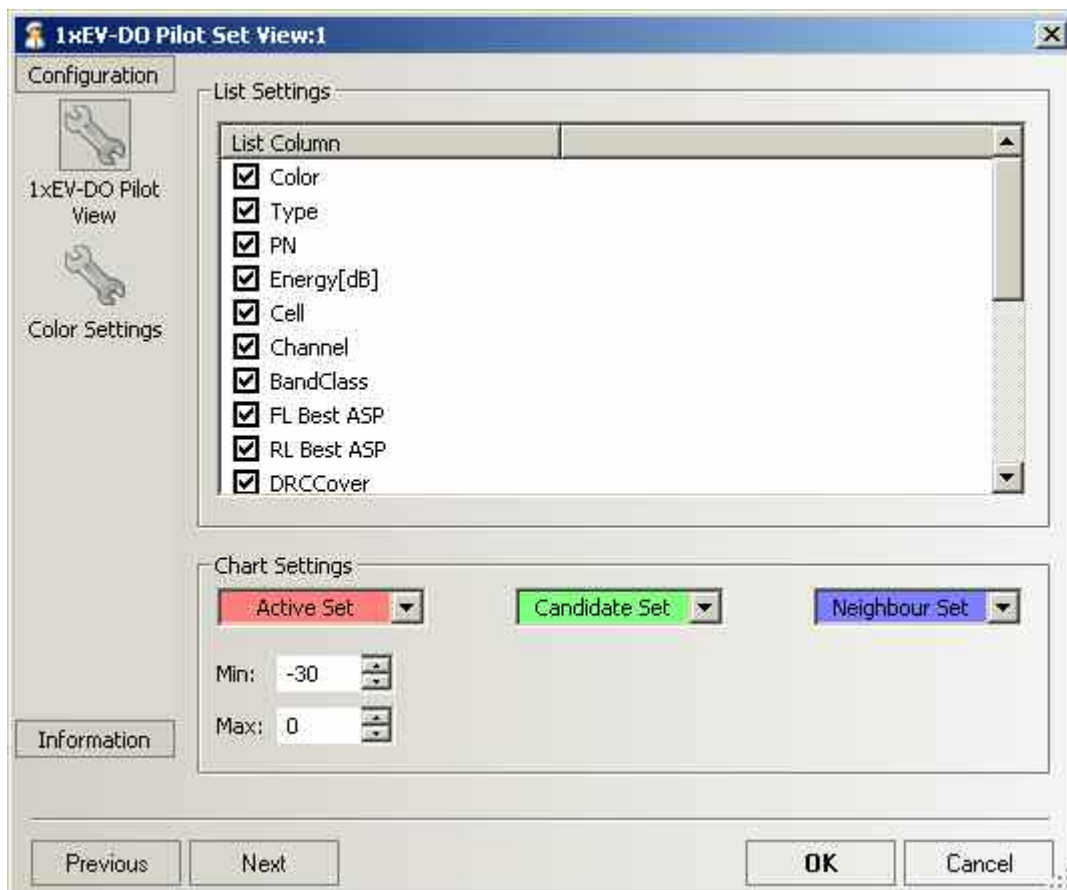 1xEV-DO Pilot Set View:1
Configuration
1xEV-DO Pilot
View
Color Settings
Information
List Settings
List Column
Color
Type
PN
Energy[dB]
Cell
Channel
BandClass
FL Best ASP
RL Best ASP
DRCCover
Chart Settings
Active Set
Candidate Set
Neighbour Set
Min: -30
Max: 0
Previous
Next
OK
Cancel